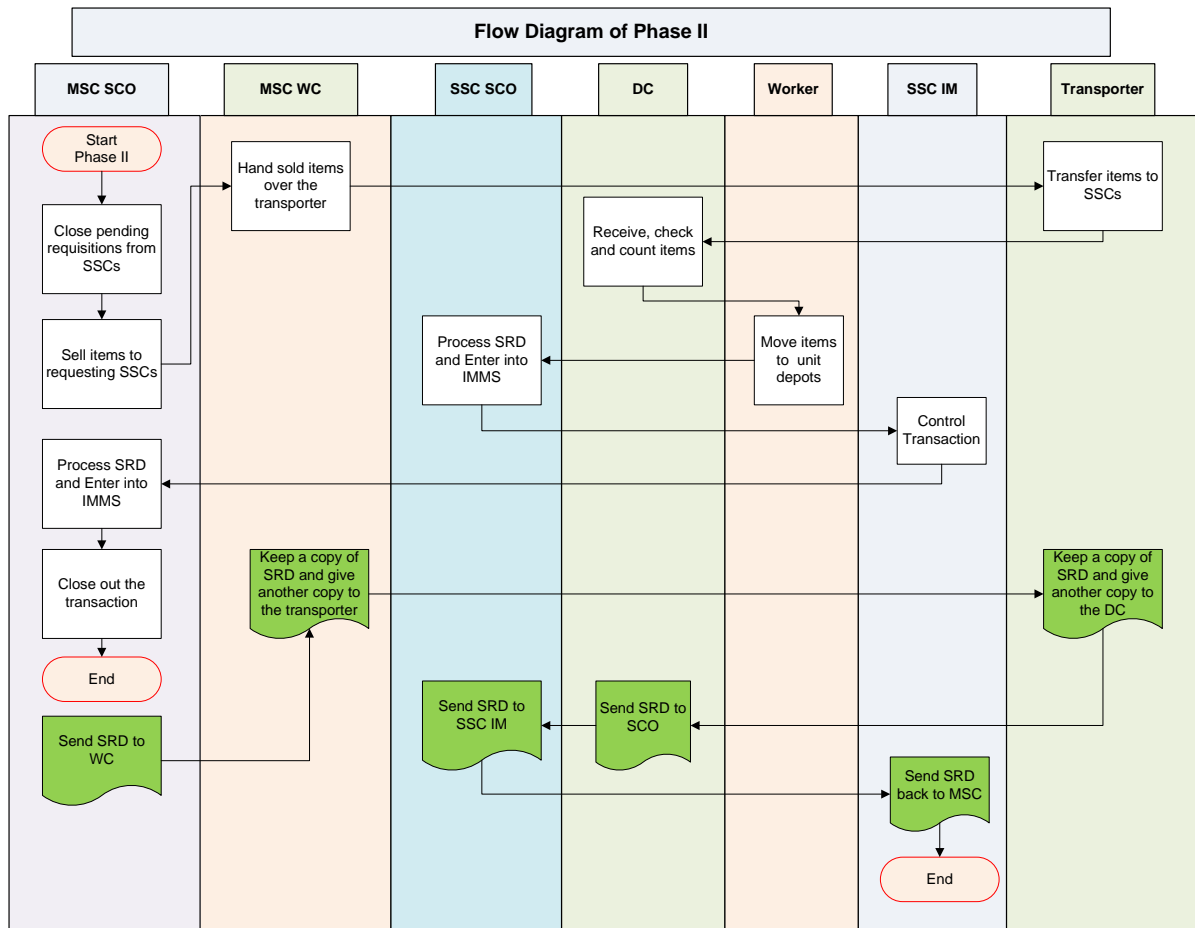 Flow Diagram of Phase II
MSC SCO
MSC WC
SSC SCO
DC
Worker
SSC IM
Transporter
Start
Phase II
Hand sold items
over the
transporter
Transfer items to
SSCs
Close pending
requisitions from
SSCs
Receive, check
and count items
Sell items to
requesting SSCs
Process SRD
and Enter into
IMMS
Move items
to unit
depots
Control
Transaction
Process SRD
and Enter into
IMMS
Close out the
transaction
Keep a copy of
SRD and give
another copy to
the transporter
Keep a copy of
SRD and give
another copy to
the DC
End
Send SRD to
WC
Send SRD to
SSC IM
Send SRD to
SCO
Send SRD
back to MSC
End